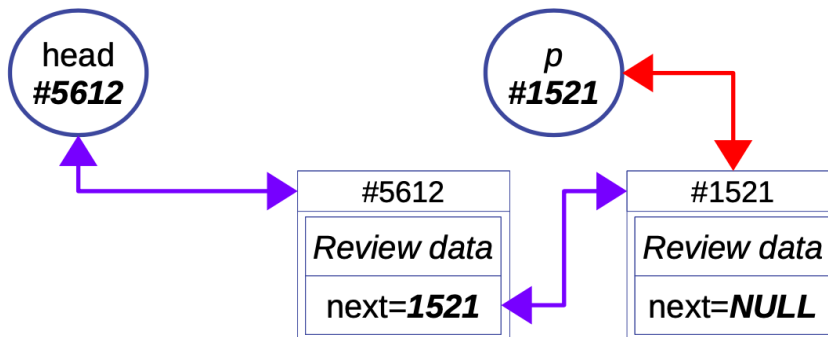 head
#5612
p
#1521
#5612
Review data
next=1521
#1521
Review data
next=NULL